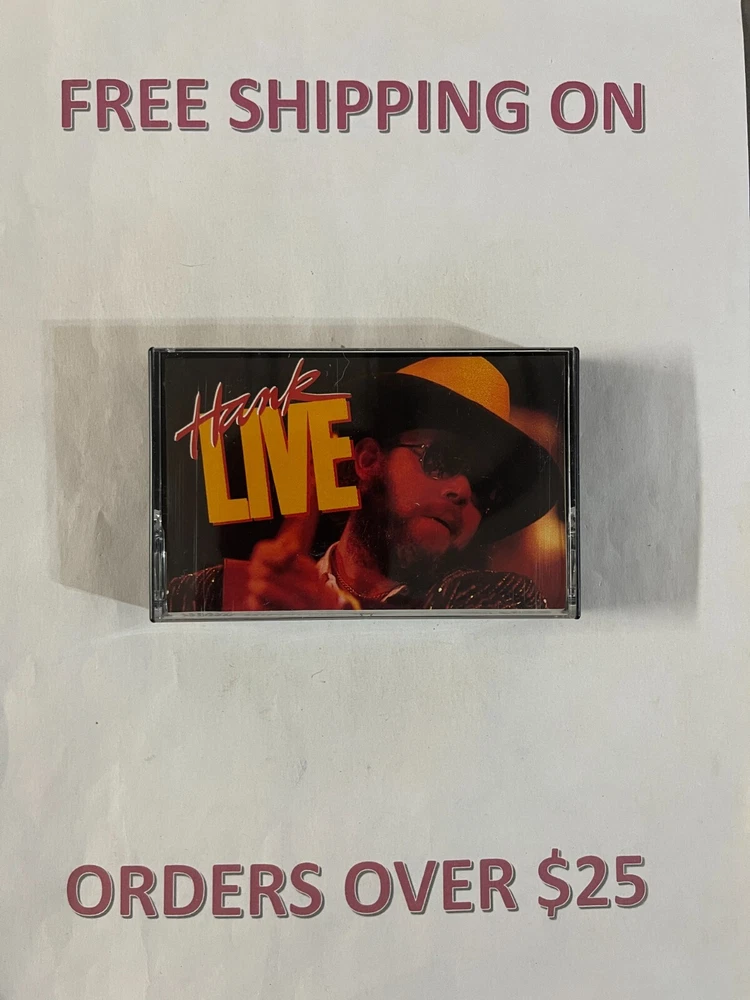 FREE SHIPPING ON
Hank
LIVE
ORDERS OVER $25